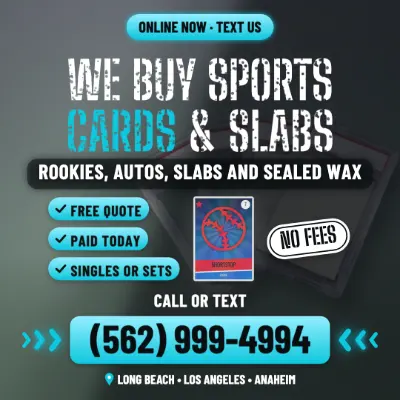 ONLINE NOW · TEXT US
WE BUY SPORTS
CARDS & SLABS
ROOKIES, AUTOS, SLABS AND SEALED WAX
FREE QUOTE
PAID TODAY
SINGLES OR SETS
NO FEES
CALL OR TEXT
(562) 999-4994
LONG BEACH • LOS ANGELES • ANAHEIM